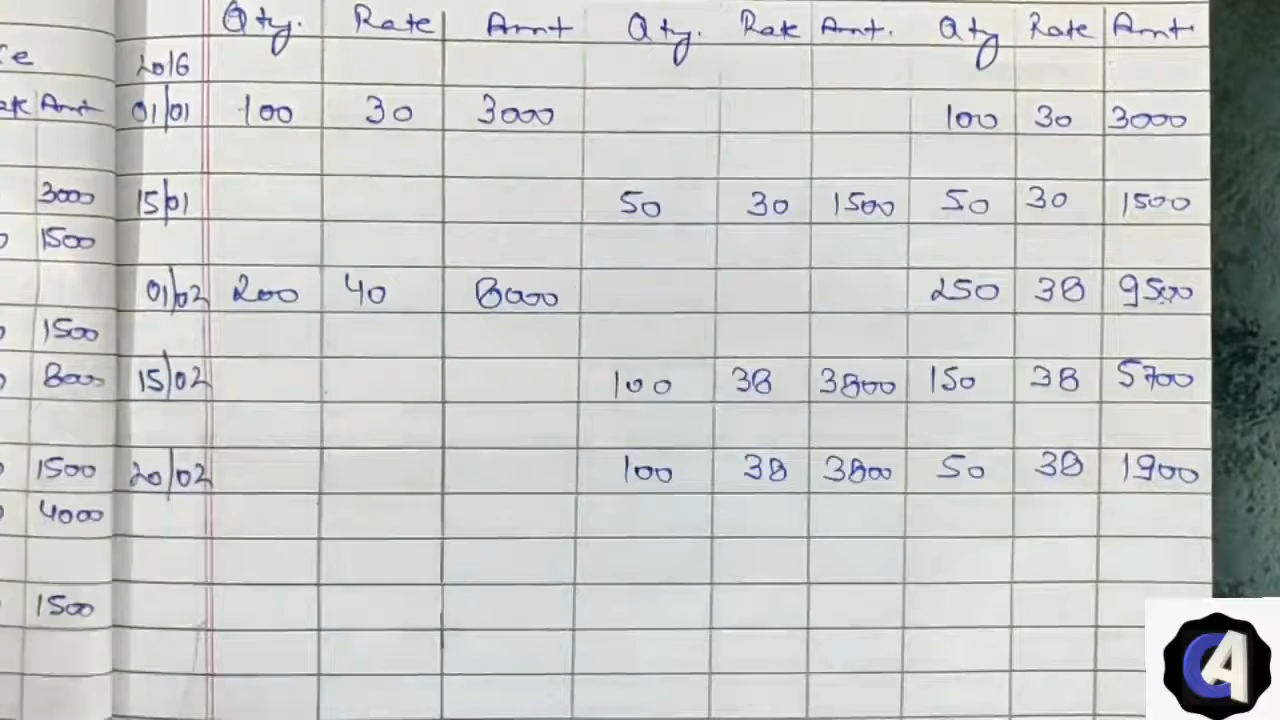 Qty. Rate Amt Qty. Rate Amt. Qty Rate Amt
2016
Amt 01/01 100 30 3000 100 30 3000
3000 15/01 50 30 1500 50 30 1500
1500
01/02 200 40 8000 250 38 9500
1500
8000 15/02 100 38 3800 150 38 5700
1500 20/02 100 38 3800 50 38 1900
4000
1500
CA